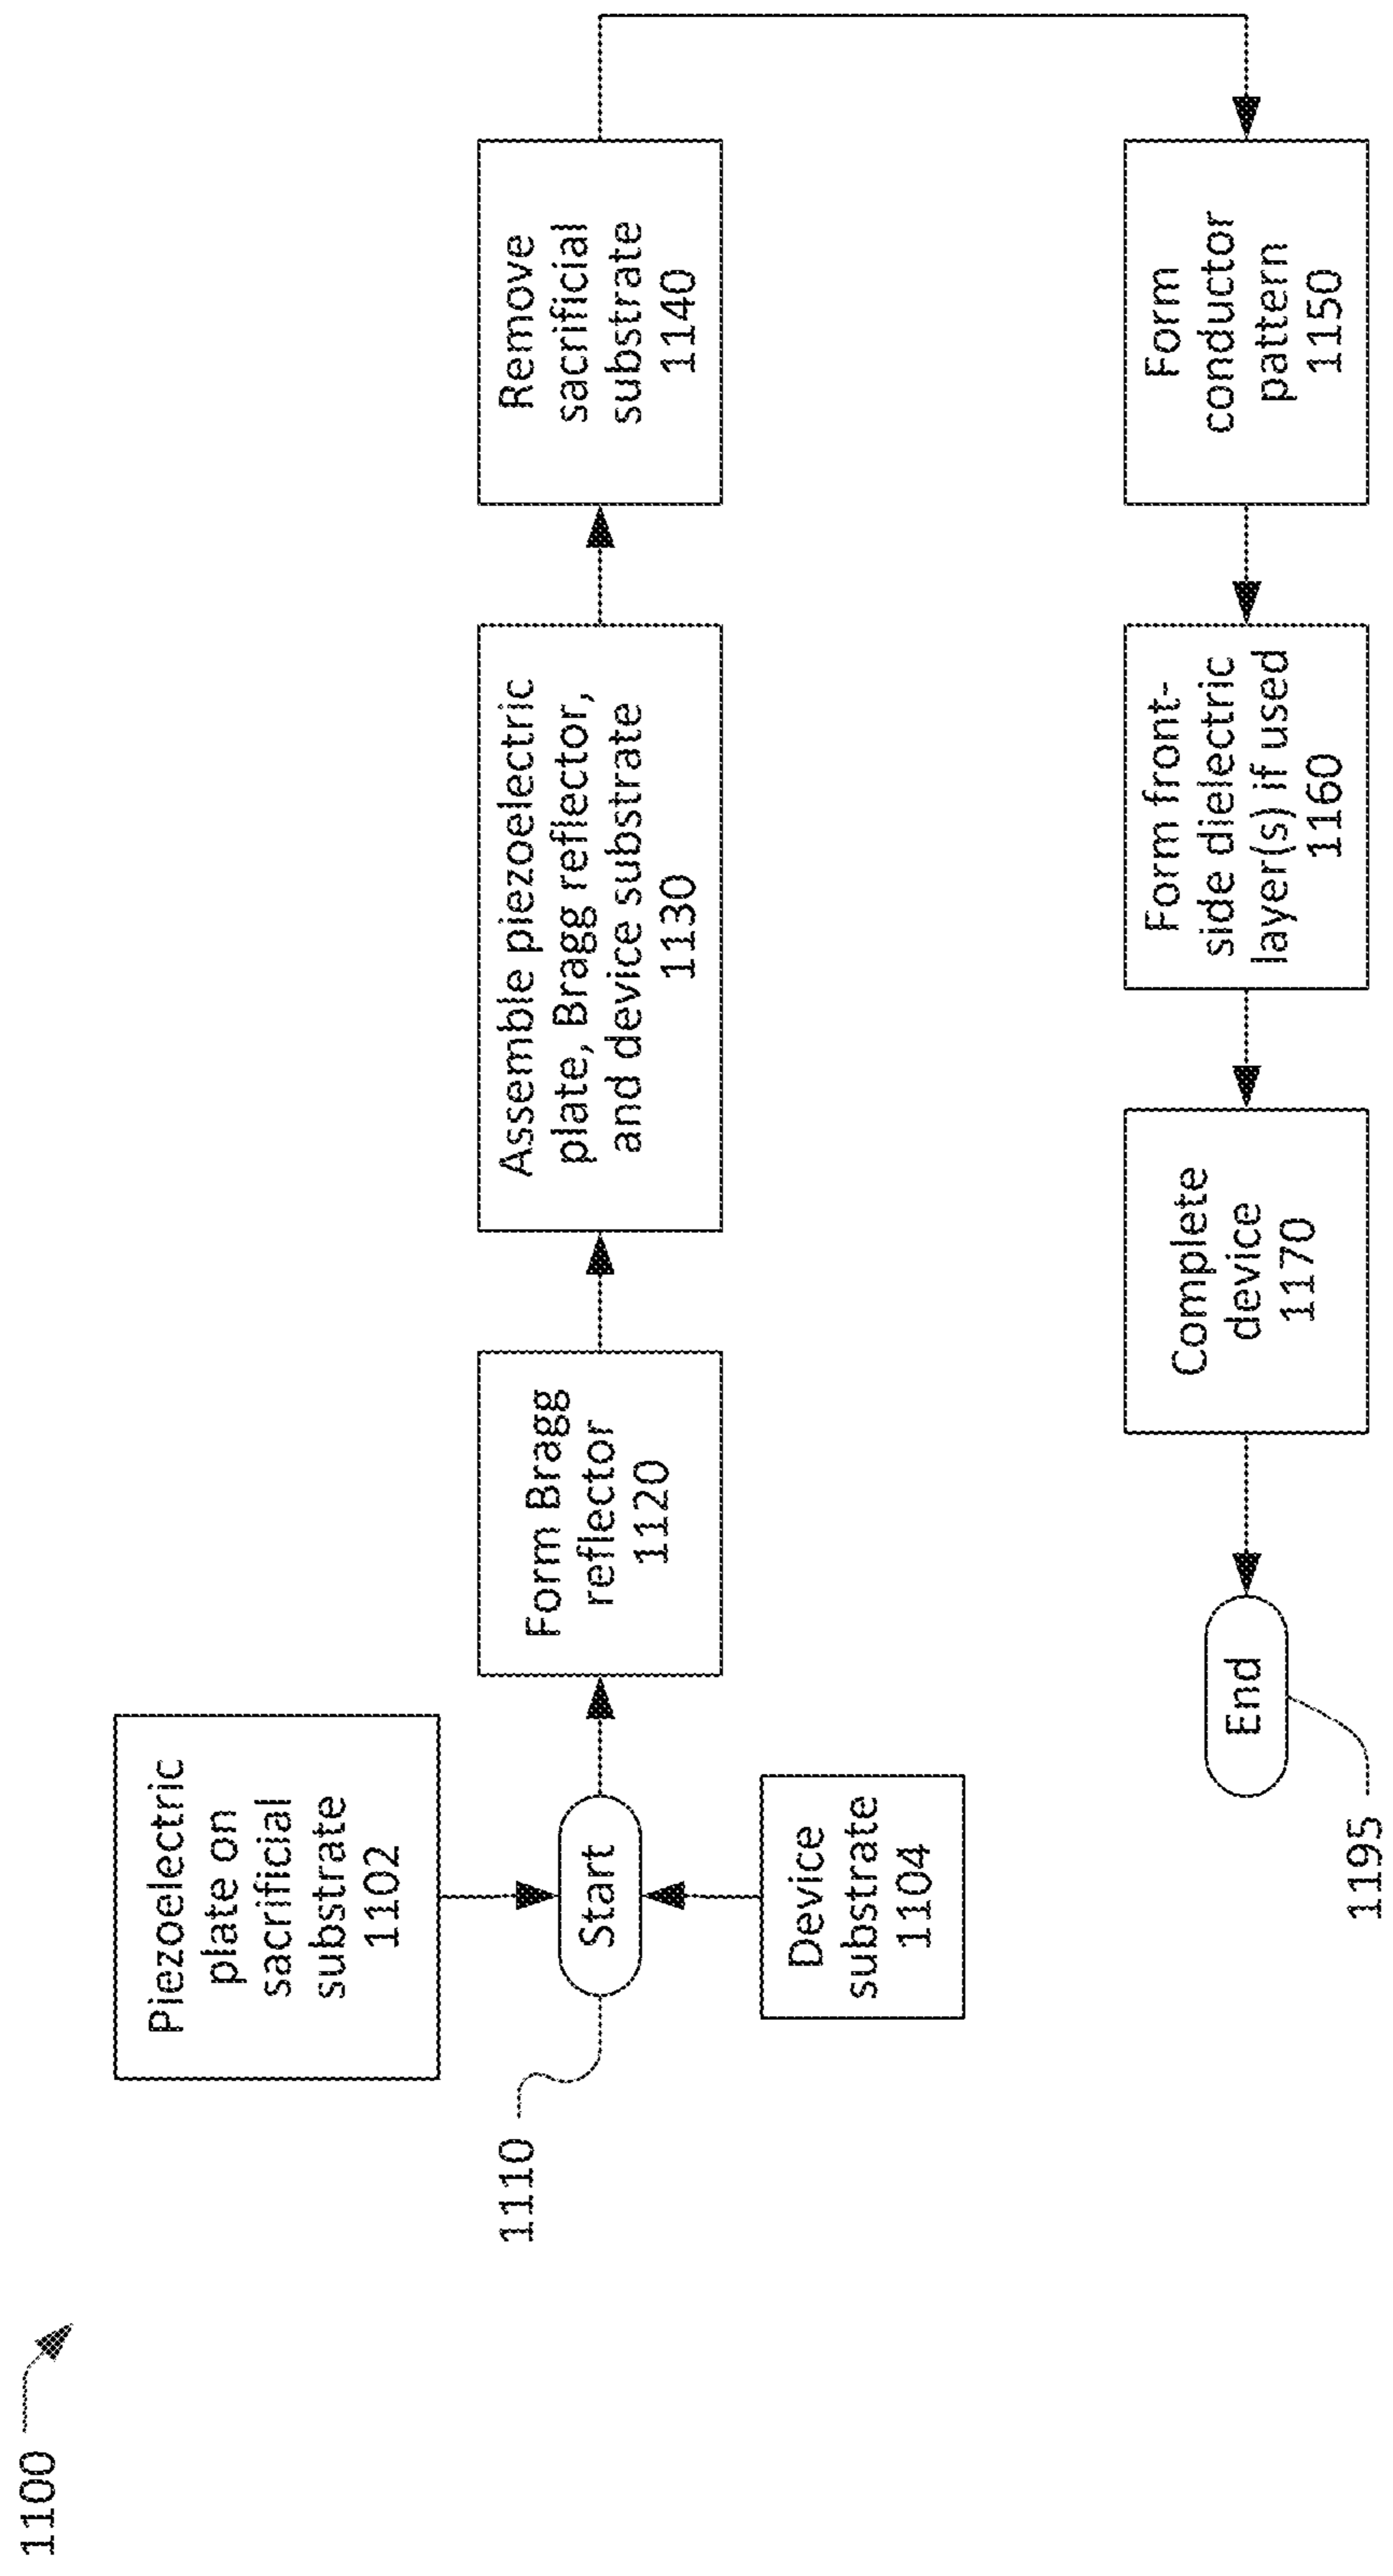 1100
Piezoelectric
plate on
sacrificial
substrate
1102
1110
Start
Device
substrate
1104
Form Bragg
reflector
1120
Assemble piezoelectric
plate, Bragg reflector,
and device substrate
1130
Remove
sacrificial
substrate
1140
Form
conductor
pattern
1150
Form front-
side dielectric
layer(s) if used
1160
Complete
device
1170
End
1195